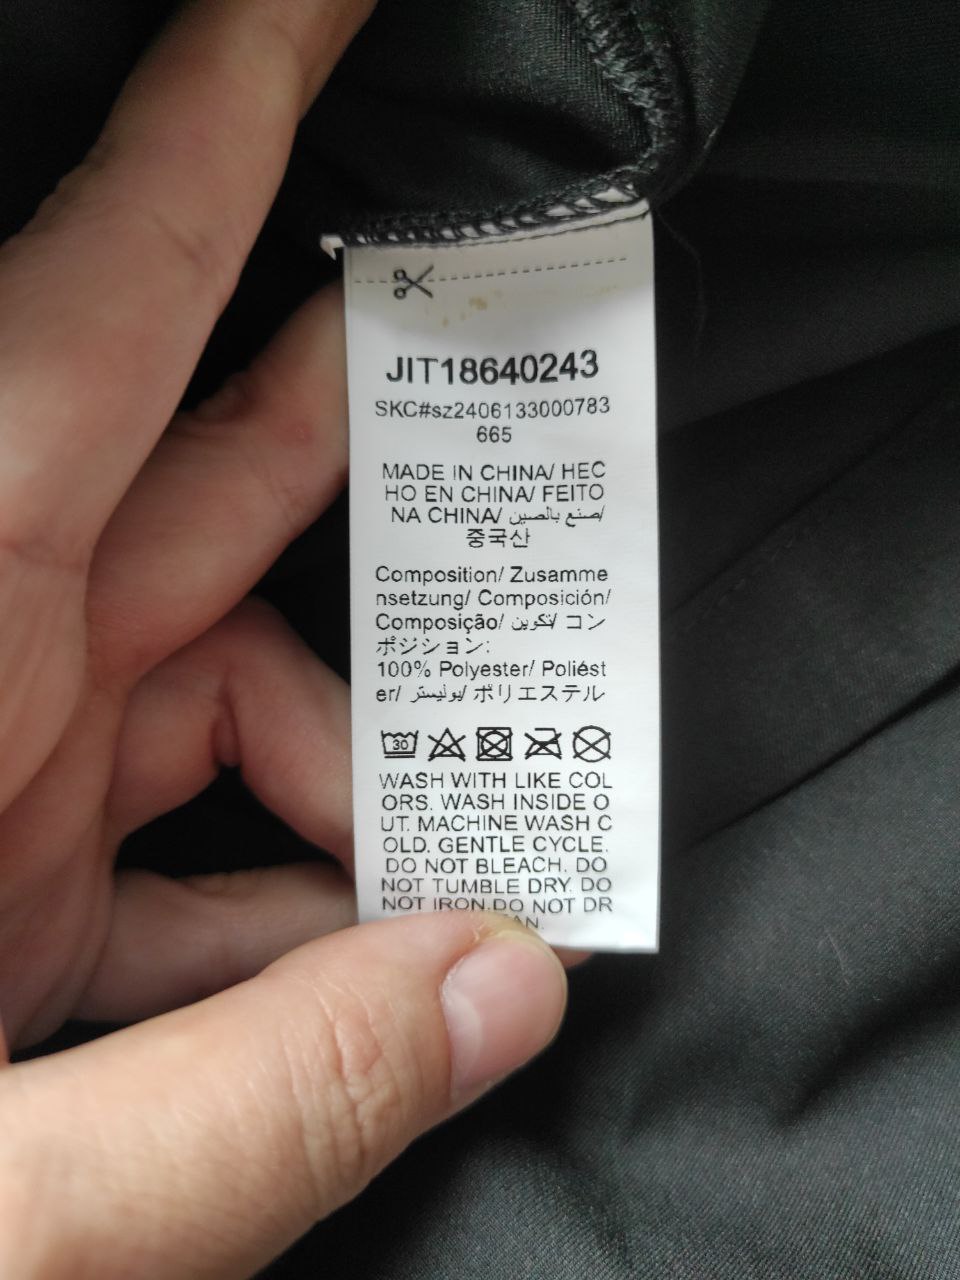 JIT18640243
SKC#sz2406133000783
665
MADE IN CHINA/ HEC
HO EN CHINA/ FEITO
NA CHINA/ صنع بالصين/
중국산
Composition/ Zusamme
nsetzung/ Composición/
Composição/ تكوين/ コン
ポジション:
100% Polyester/ Poliést
er/ بوليستر/ ポリエステル
30
WASH WITH LIKE COL
ORS. WASH INSIDE O
UT. MACHINE WASH C
OLD. GENTLE CYCLE.
DO NOT BLEACH. DO
NOT TUMBLE DRY. DO
NOT IRON.DO NOT DR